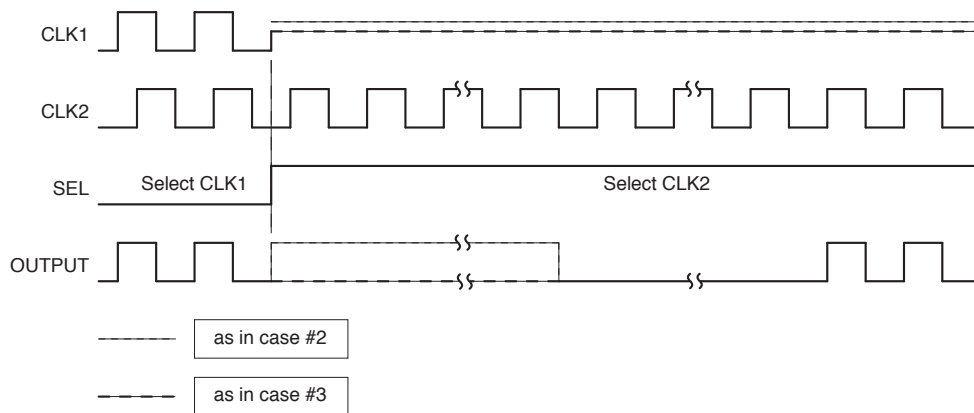 CLK1
CLK2
SEL
Select CLK1
Select CLK2
OUTPUT
as in case #2
as in case #3